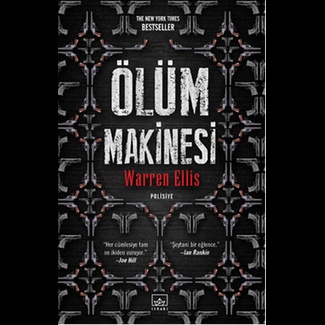 THE NEW YORK TIMES
BESTSELLER
ÖLÜM
MAKİNESİ
Warren Ellis
POLİSİYE
"Her cümlesiyle tam
on ikiden vuruyor."
—Joe Hill
"Şeytani bir eğlence."
—Ian Rankin
İTHAKİ